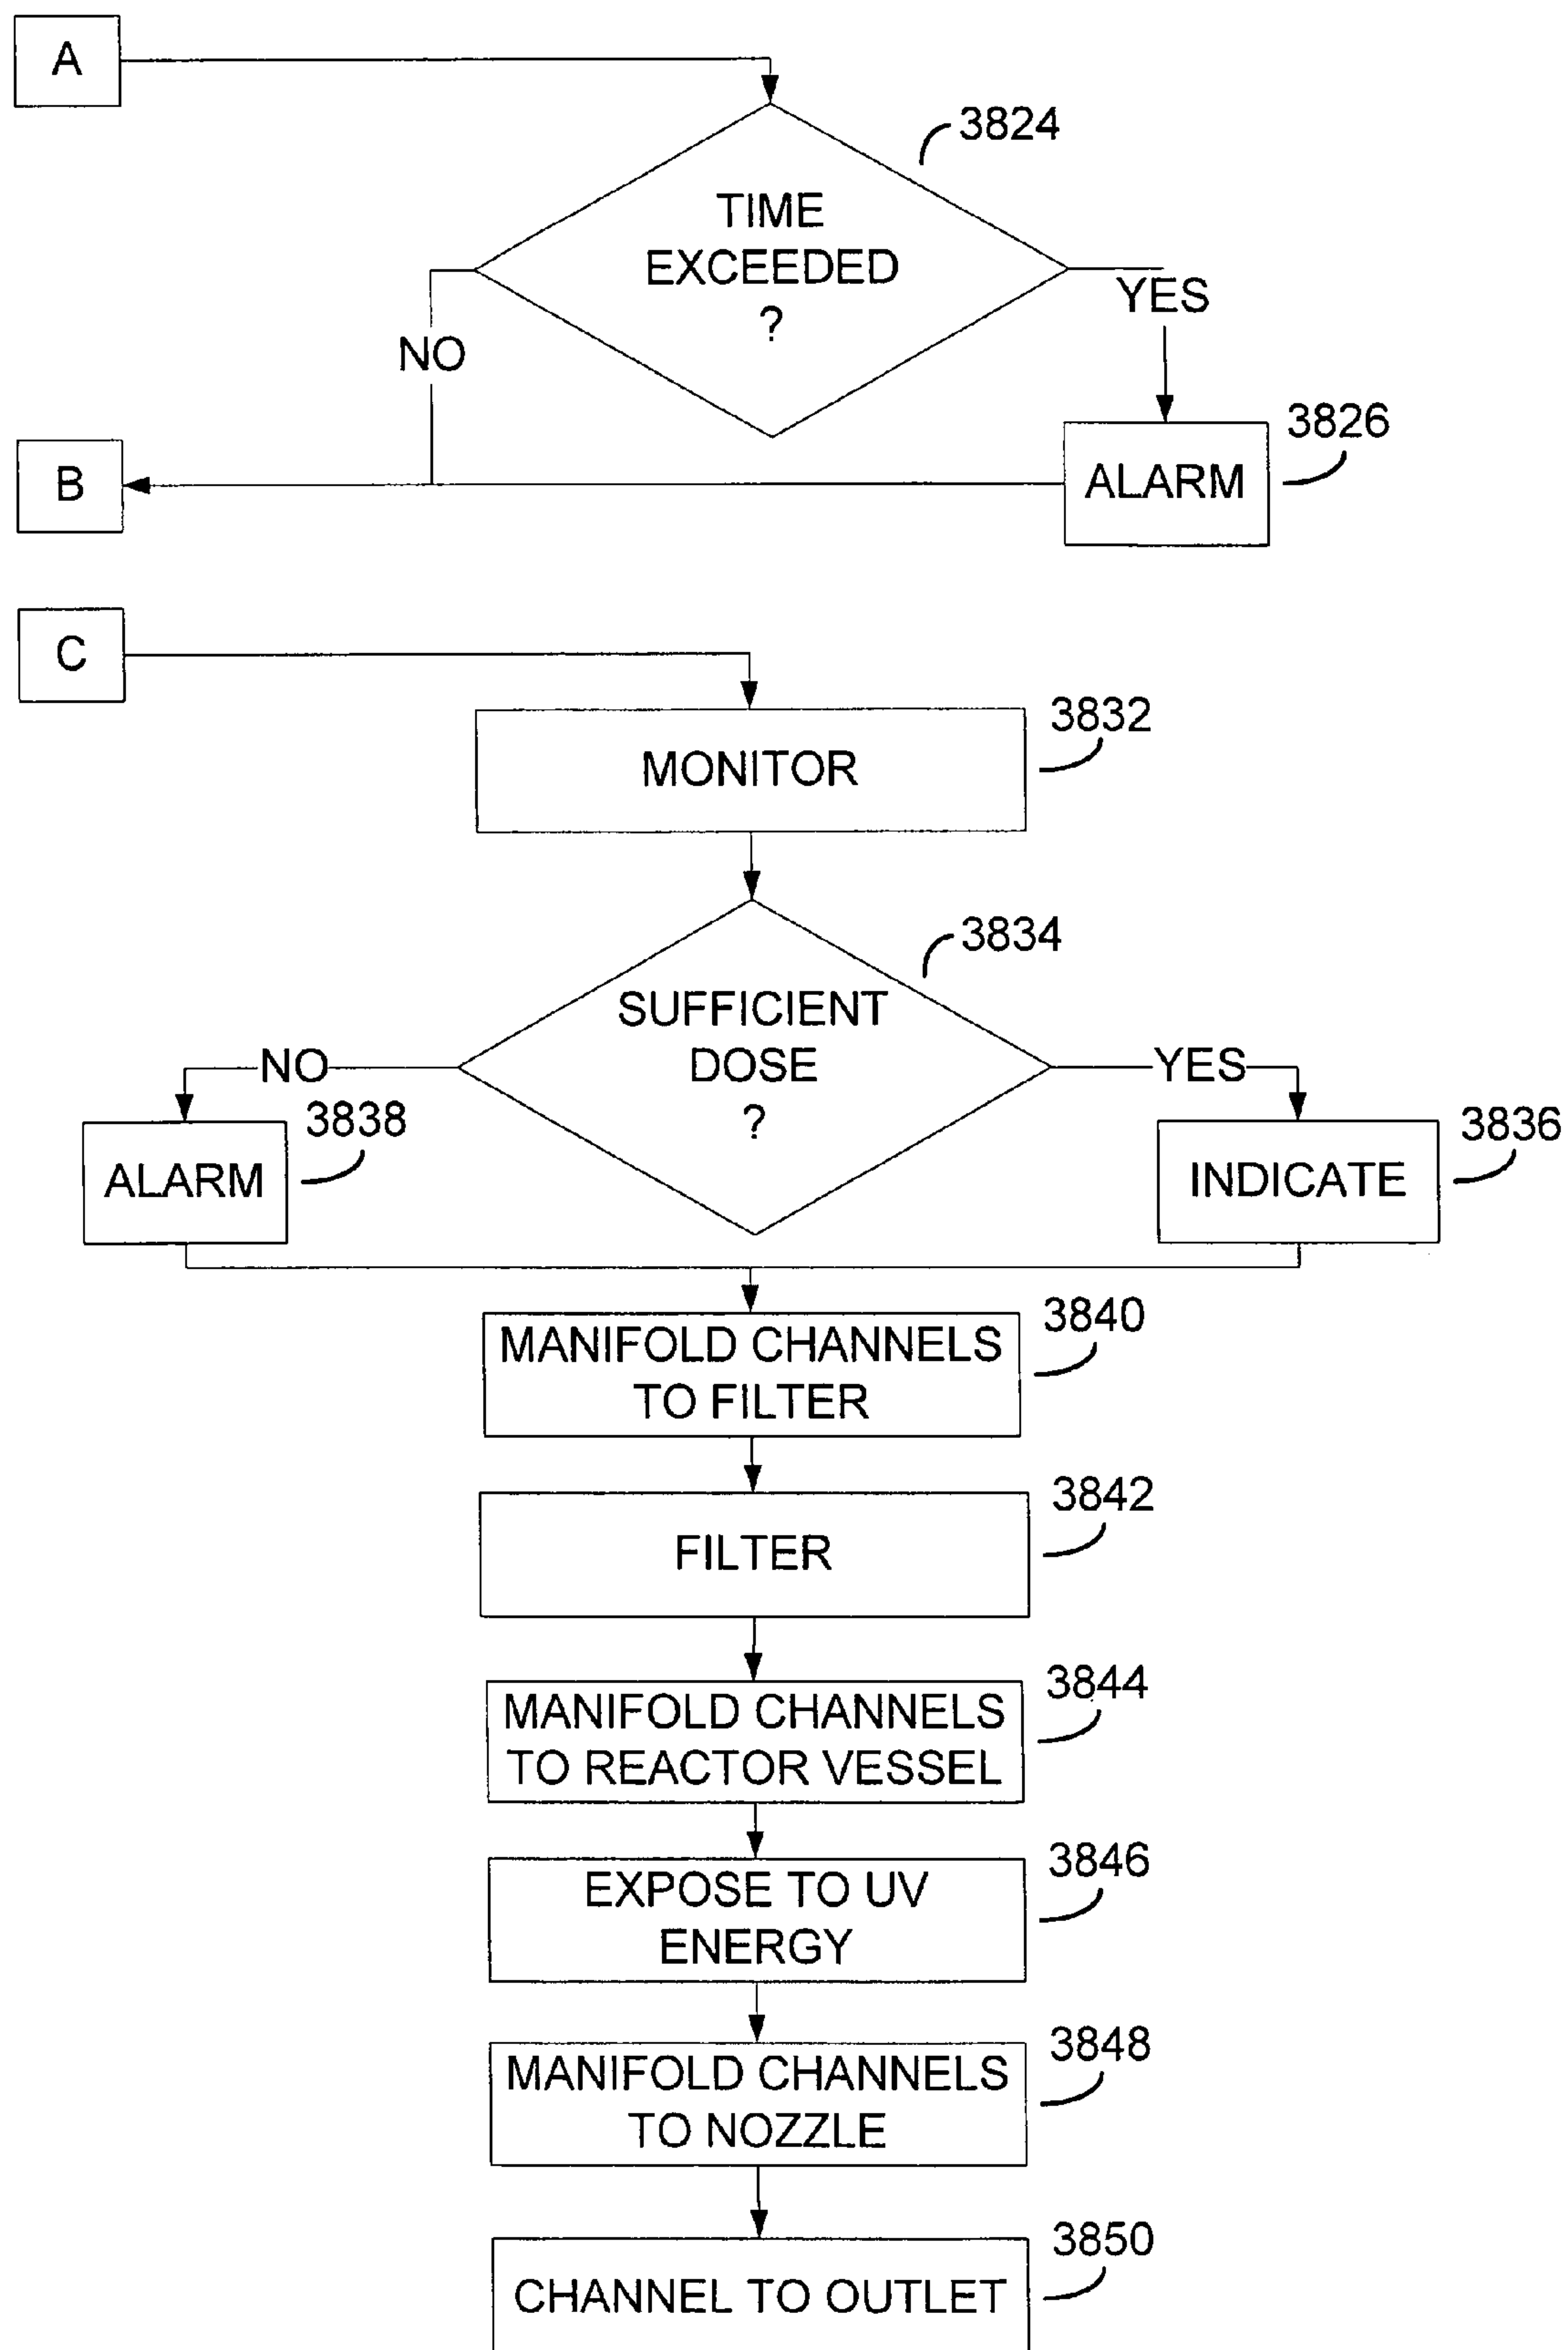 A
3824
TIME
EXCEEDED
?
YES
NO
3826
B
ALARM
C
3832
MONITOR
3834
SUFFICIENT
DOSE
?
NO
YES
3838
3836
ALARM
INDICATE
3840
MANIFOLD CHANNELS
TO FILTER
3842
FILTER
3844
MANIFOLD CHANNELS
TO REACTOR VESSEL
3846
EXPOSE TO UV
ENERGY
3848
MANIFOLD CHANNELS
TO NOZZLE
3850
CHANNEL TO OUTLET